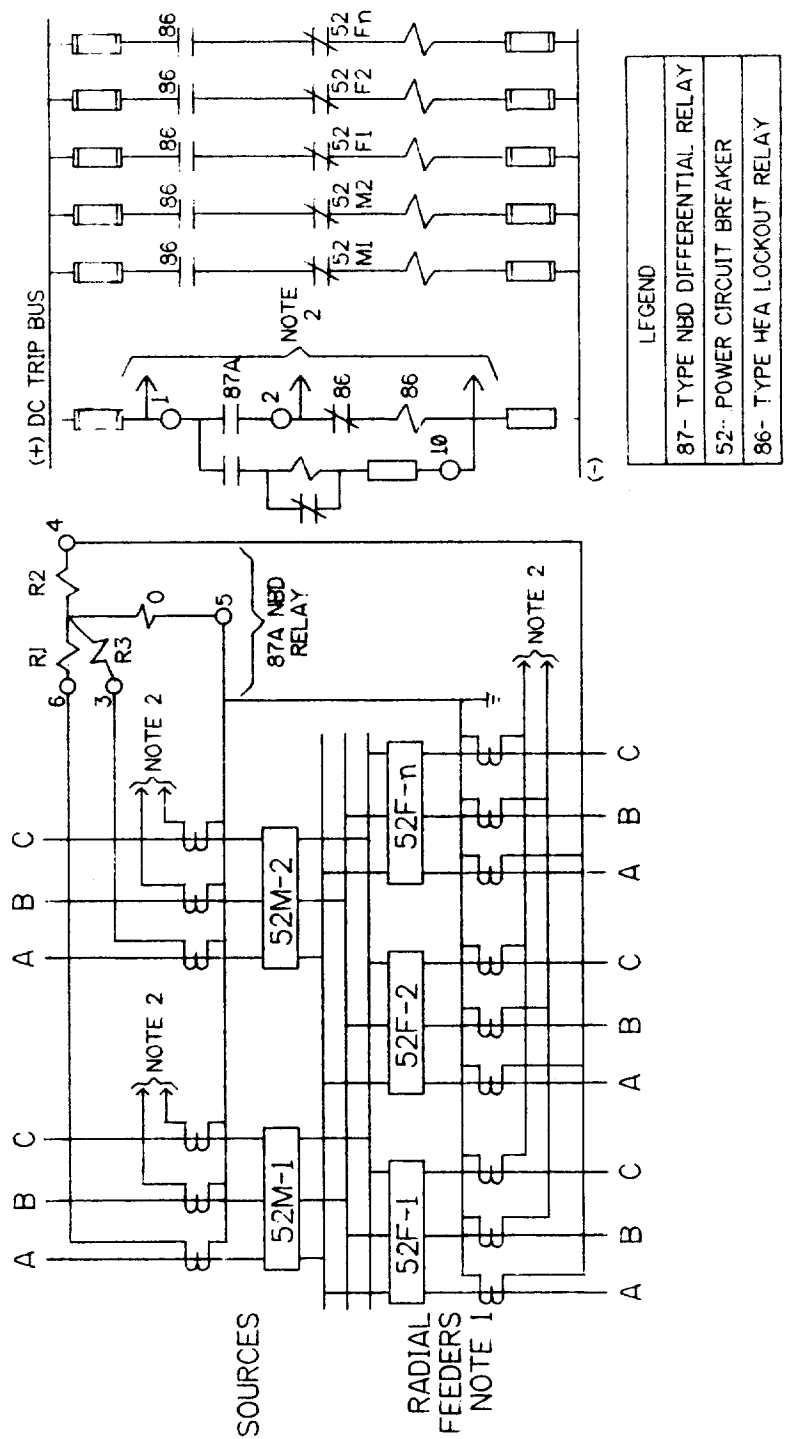 SOURCES
A B C
A B C
NOTE 2
NOTE 2
52M-1
52M-2
RADIAL
FEEDERS
NOTE 1
52F-1
52F-2
52F-n
A B C
A B C
A B C
NOTE 2
6
R1
R2
4
3
R3
O
5
87A NBD
RELAY
(+) DC TRIP BUS
1
87A
2
86
86
10
NOTE
2
(-)
86
52
M1
86
52
M2
86
52
F1
86
52
F2
86
52
Fn
LEGEND
87- TYPE NBD DIFFERENTIAL RELAY
52- POWER CIRCUIT BREAKER
86- TYPE HEA LOCKOUT RELAY